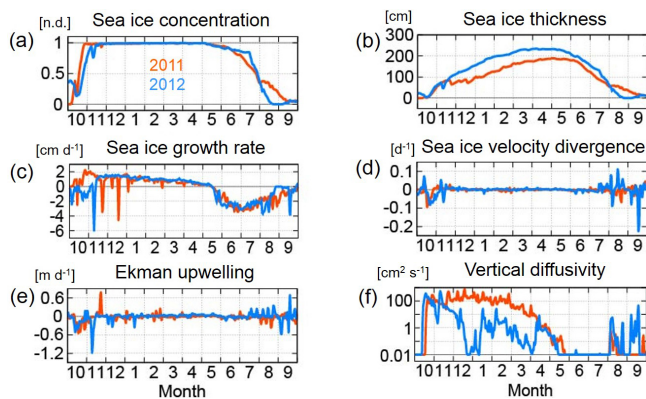 Sea ice concentration
[n.d.]
(a)
1
0.5
0
2011
2012
10 11 12 1 2 3 4 5 6 7 8 9
Sea ice thickness
[cm]
(b)
300
200
100
0
10 11 12 1 2 3 4 5 6 7 8 9
Sea ice growth rate
[cm d-1]
(c)
2
0
-2
-4
-6
10 11 12 1 2 3 4 5 6 7 8 9
Sea ice velocity divergence
[d-1]
(d)
0.1
0
-0.1
-0.2
10 11 12 1 2 3 4 5 6 7 8 9
Ekman upwelling
[m d-1]
(e)
0.6
0
-0.6
-1.2
10 11 12 1 2 3 4 5 6 7 8 9
Month
Vertical diffusivity
[cm2 s-1]
(f)
100
1
0.01
10 11 12 1 2 3 4 5 6 7 8 9
Month